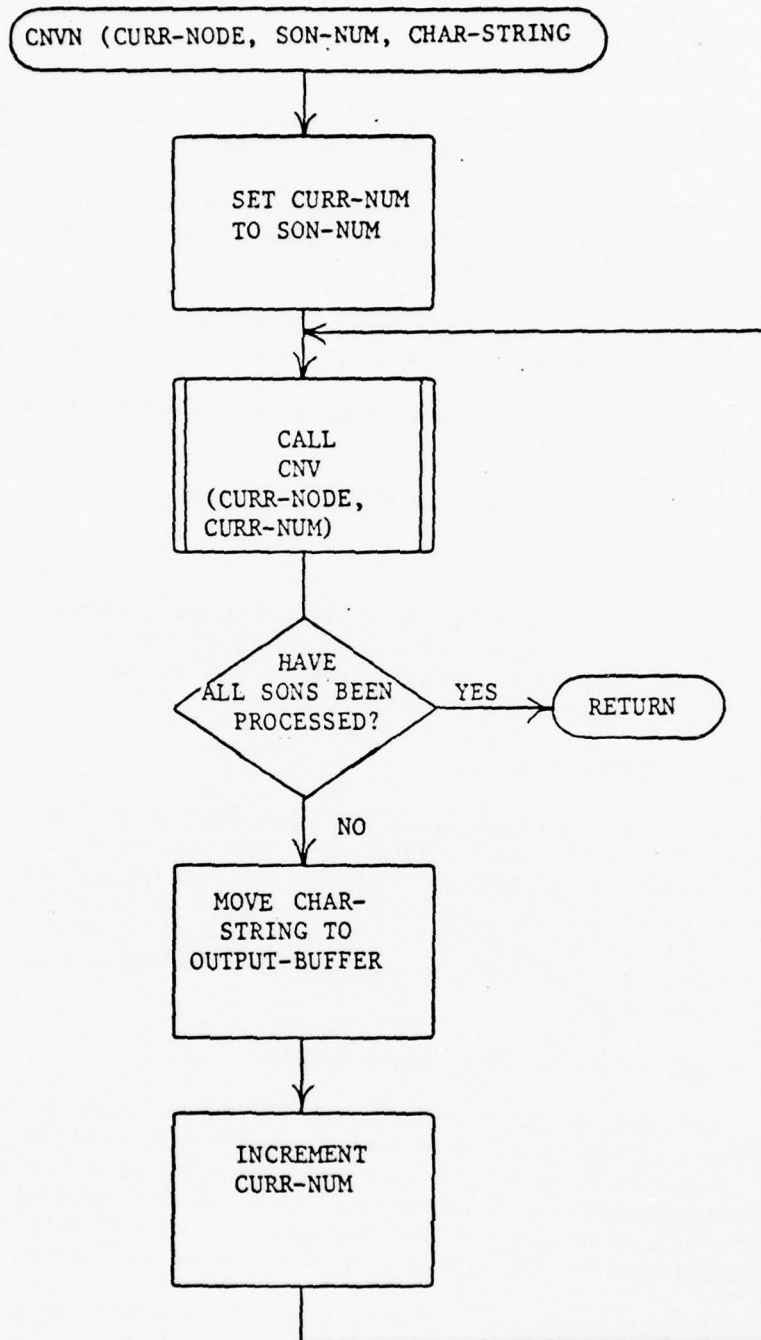 CNVN (CURR-NODE, SON-NUM, CHAR-STRING
SET CURR-NUM
TO SON-NUM
CALL
CNV
(CURR-NODE,
CURR-NUM)
HAVE
ALL SONS BEEN
PROCESSED?
YES
RETURN
NO
MOVE CHAR-
STRING TO
OUTPUT-BUFFER
INCREMENT
CURR-NUM